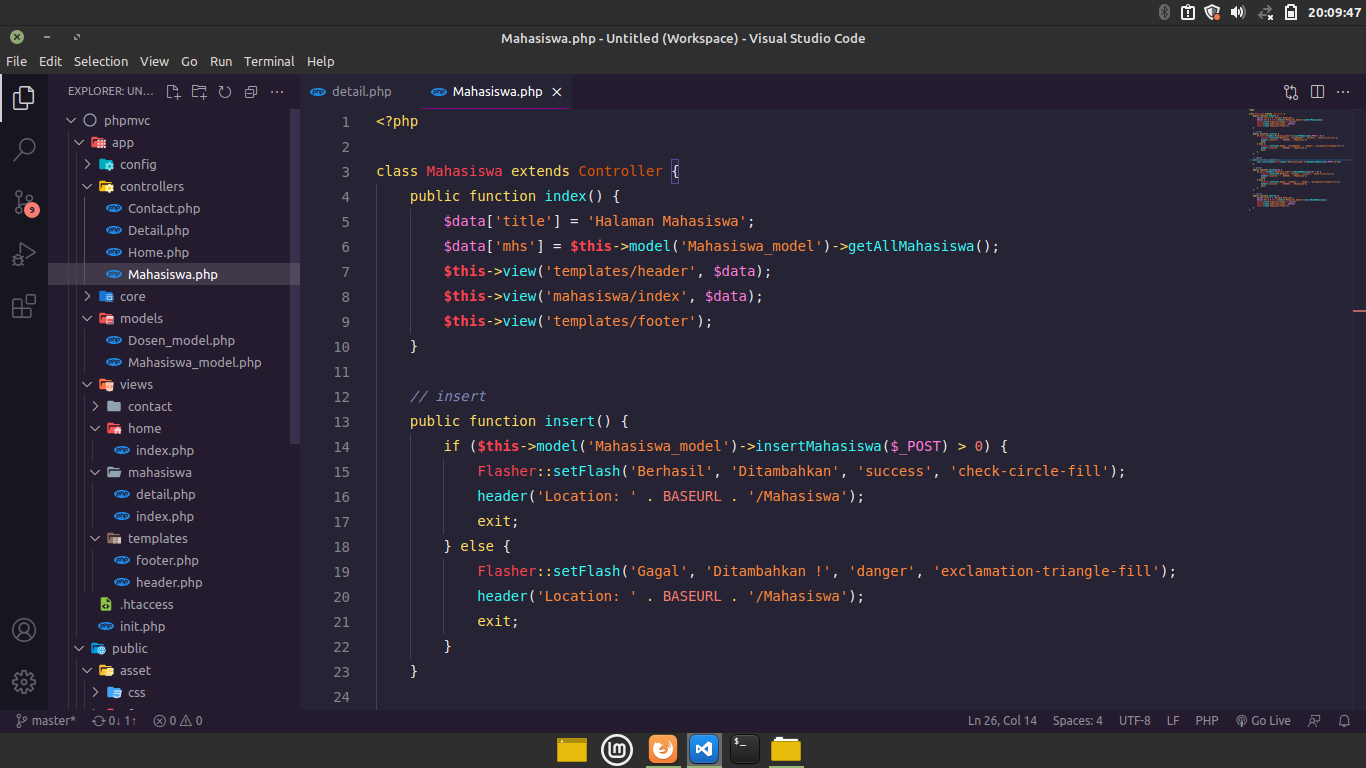 20:09:47
Mahasiswa.php - Untitled (Workspace) - Visual Studio Code
File Edit Selection View Go Run Terminal Help
EXPLORER: UN...
phpmvc
app
config
controllers
Contact.php
Detail.php
Home.php
Mahasiswa.php
core
models
Dosen_model.php
Mahasiswa_model.php
views
contact
home
index.php
mahasiswa
detail.php
index.php
templates
footer.php
header.php
.htaccess
init.php
public
asset
css
9
detail.php
Mahasiswa.php
1 <?php
2
3 class Mahasiswa extends Controller {
4 public function index() {
5 $data['title'] = 'Halaman Mahasiswa';
6 $data['mhs'] = $this->model('Mahasiswa_model')->getAllMahasiswa();
7 $this->view('templates/header', $data);
8 $this->view('mahasiswa/index', $data);
9 $this->view('templates/footer');
10 }
11
12 // insert
13 public function insert() {
14 if ($this->model('Mahasiswa_model')->insertMahasiswa($_POST) > 0) {
15 Flasher::setFlash('Berhasil', 'Ditambahkan', 'success', 'check-circle-fill');
16 header('Location: ' . BASEURL . '/Mahasiswa');
17 exit;
18 } else {
19 Flasher::setFlash('Gagal', 'Ditambahkan !', 'danger', 'exclamation-triangle-fill');
20 header('Location: ' . BASEURL . '/Mahasiswa');
21 exit;
22 }
23 }
24
master* 0↓ 1↑ 0 0 Ln 26, Col 14 Spaces: 4 UTF-8 LF PHP Go Live